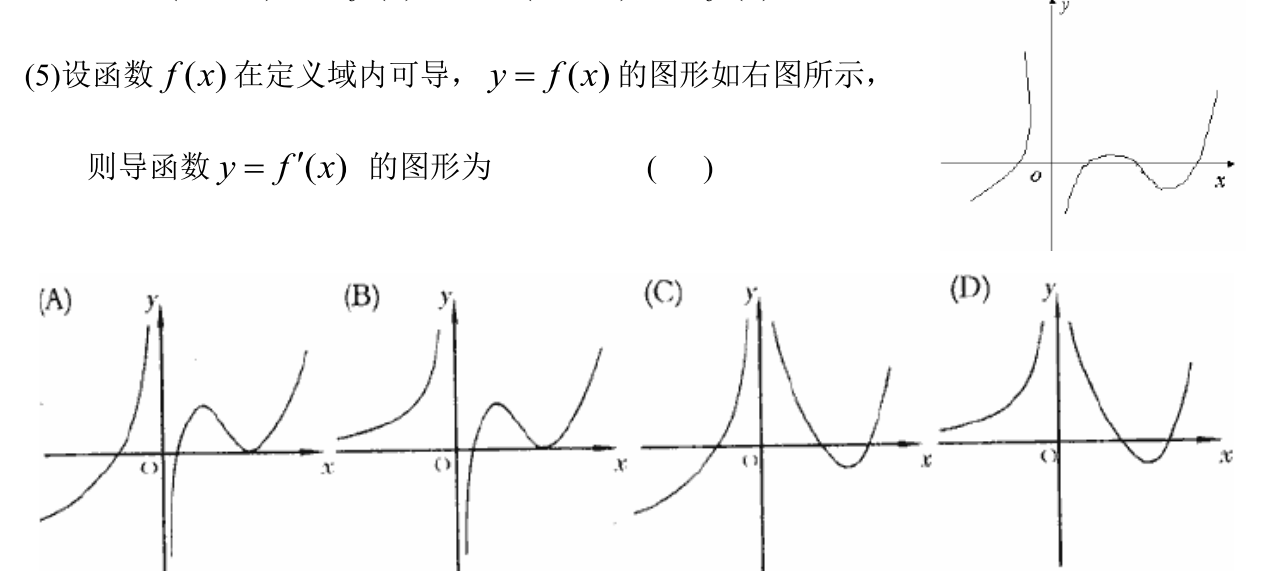 y
(5)设函数 f(x) 在定义域内可导，y = f(x) 的图形如右图所示，
则导函数 y = f′(x) 的图形为 ( )
O
x
(A) y (B) y (C) y (D) y
O x O x O x O x